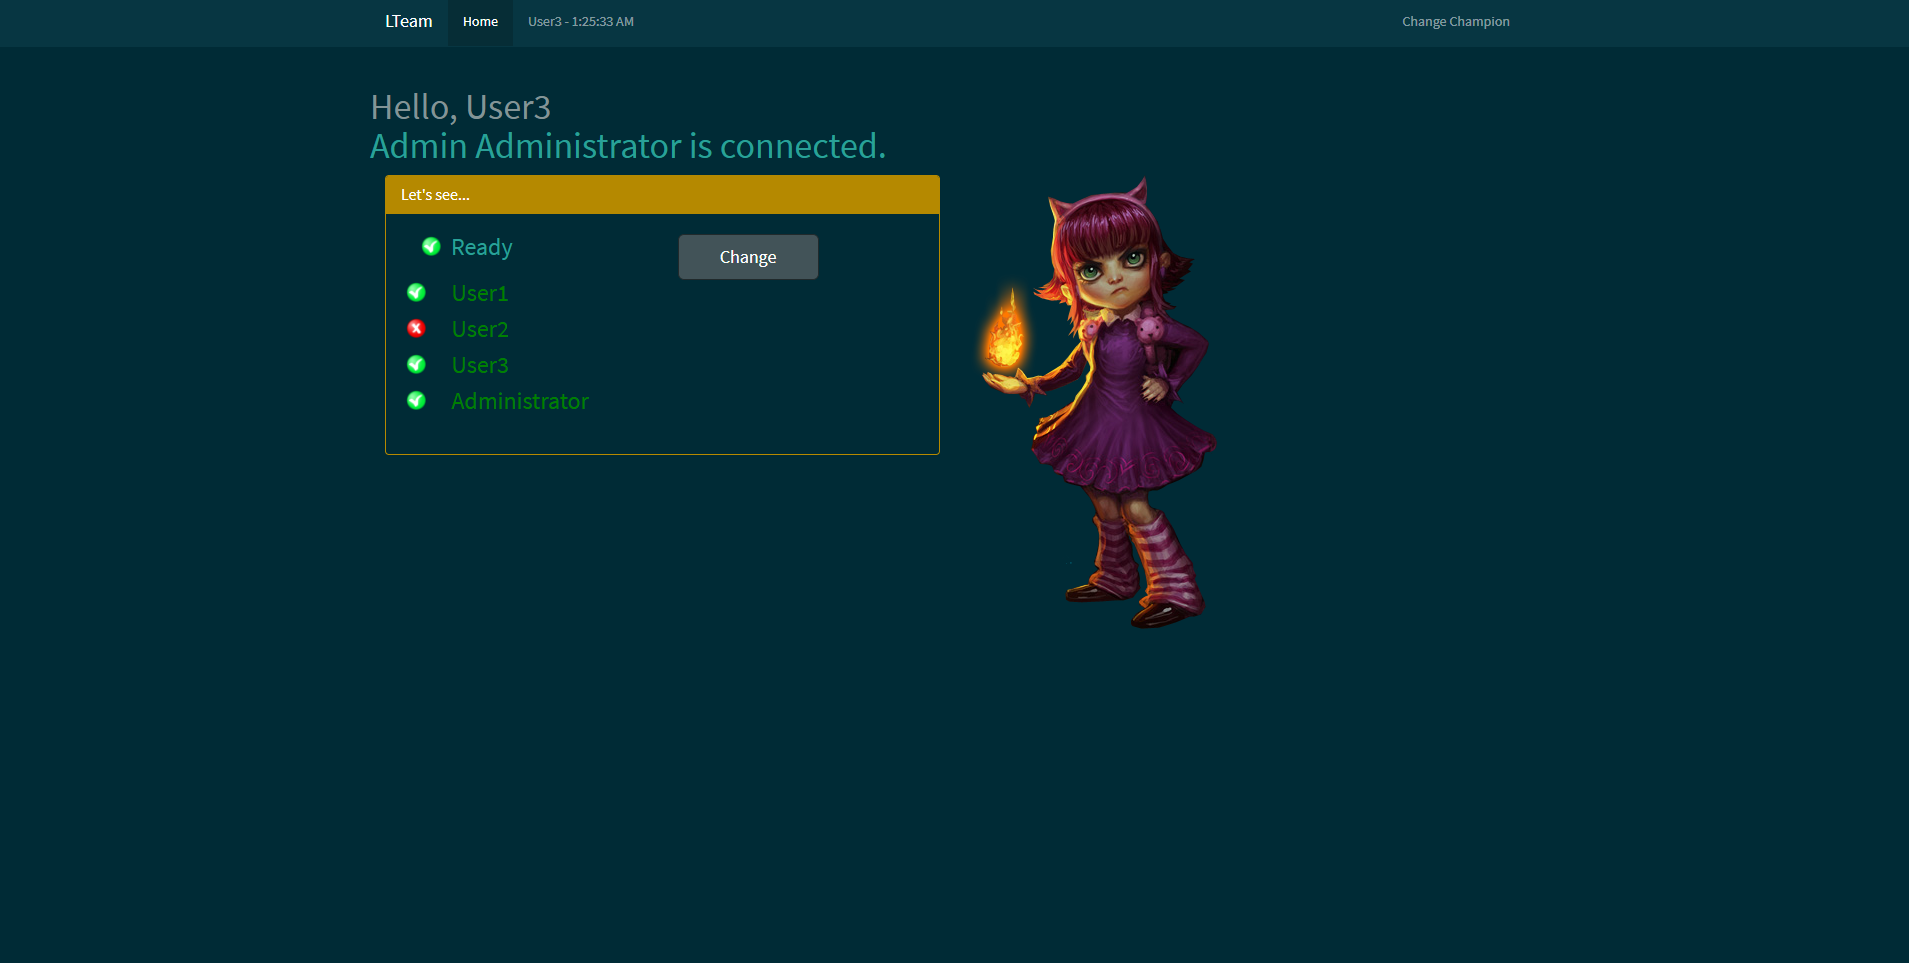 LTeam Home User3 - 1:25:33 AM Change Champion
Hello, User3
Admin Administrator is connected.
Let's see...
Ready Change
User1
User2
User3
Administrator